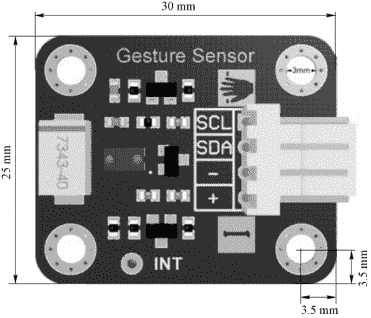 30 mm
Gesture Sensor
3mm
SCL
SDA
-
+
7343-40
25 mm
INT
3.5 mm
3.5 mm